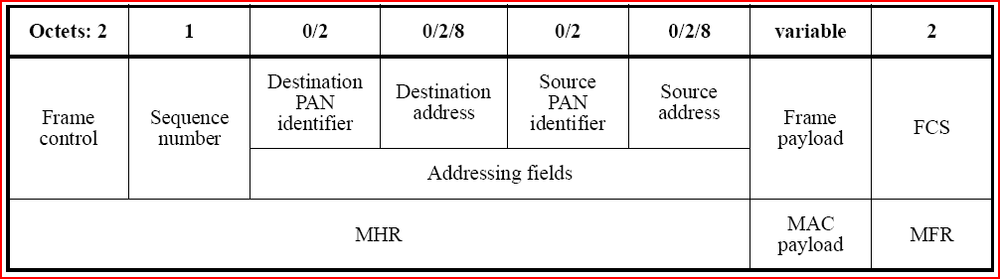 Octets: 2 1 0/2 0/2/8 0/2 0/2/8 variable 2
Frame control
Sequence number
Destination PAN identifier
Destination address
Source PAN identifier
Source address
Frame payload
FCS
Addressing fields
MHR
MAC payload
MFR